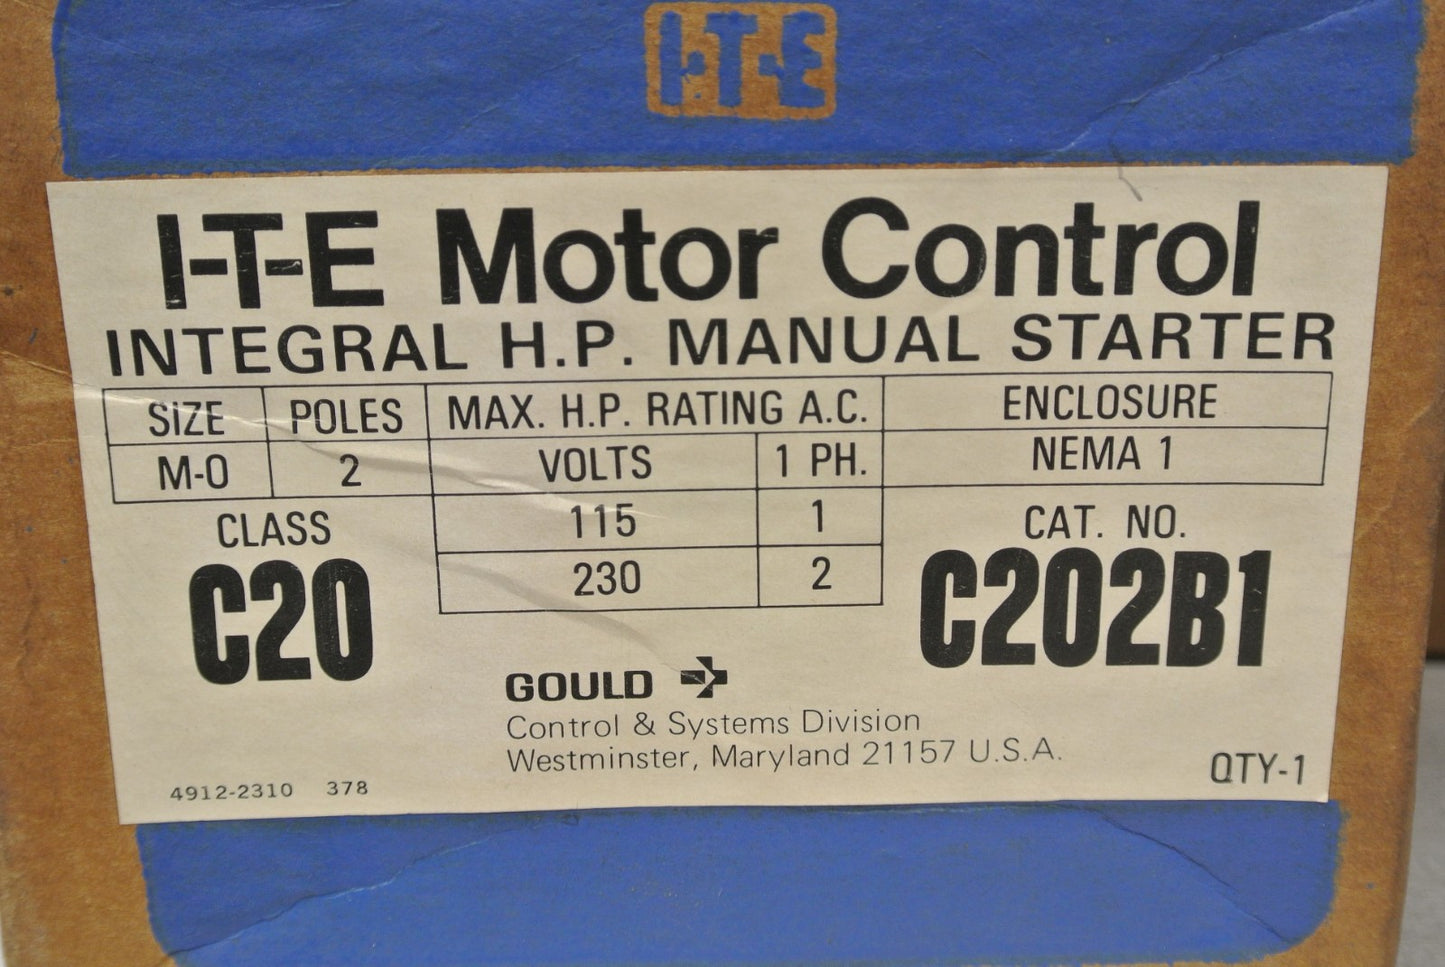 I-T-E
I-T-E Motor Control
INTEGRAL H.P. MANUAL STARTER
SIZE POLES MAX. H.P. RATING A.C. ENCLOSURE
M-0 2 VOLTS 1 PH. NEMA 1
115 1
230 2
CLASS
C20
CAT. NO.
C202B1
GOULD
Control & Systems Division
Westminster, Maryland 21157 U.S.A.
4912-2310 378
QTY-1